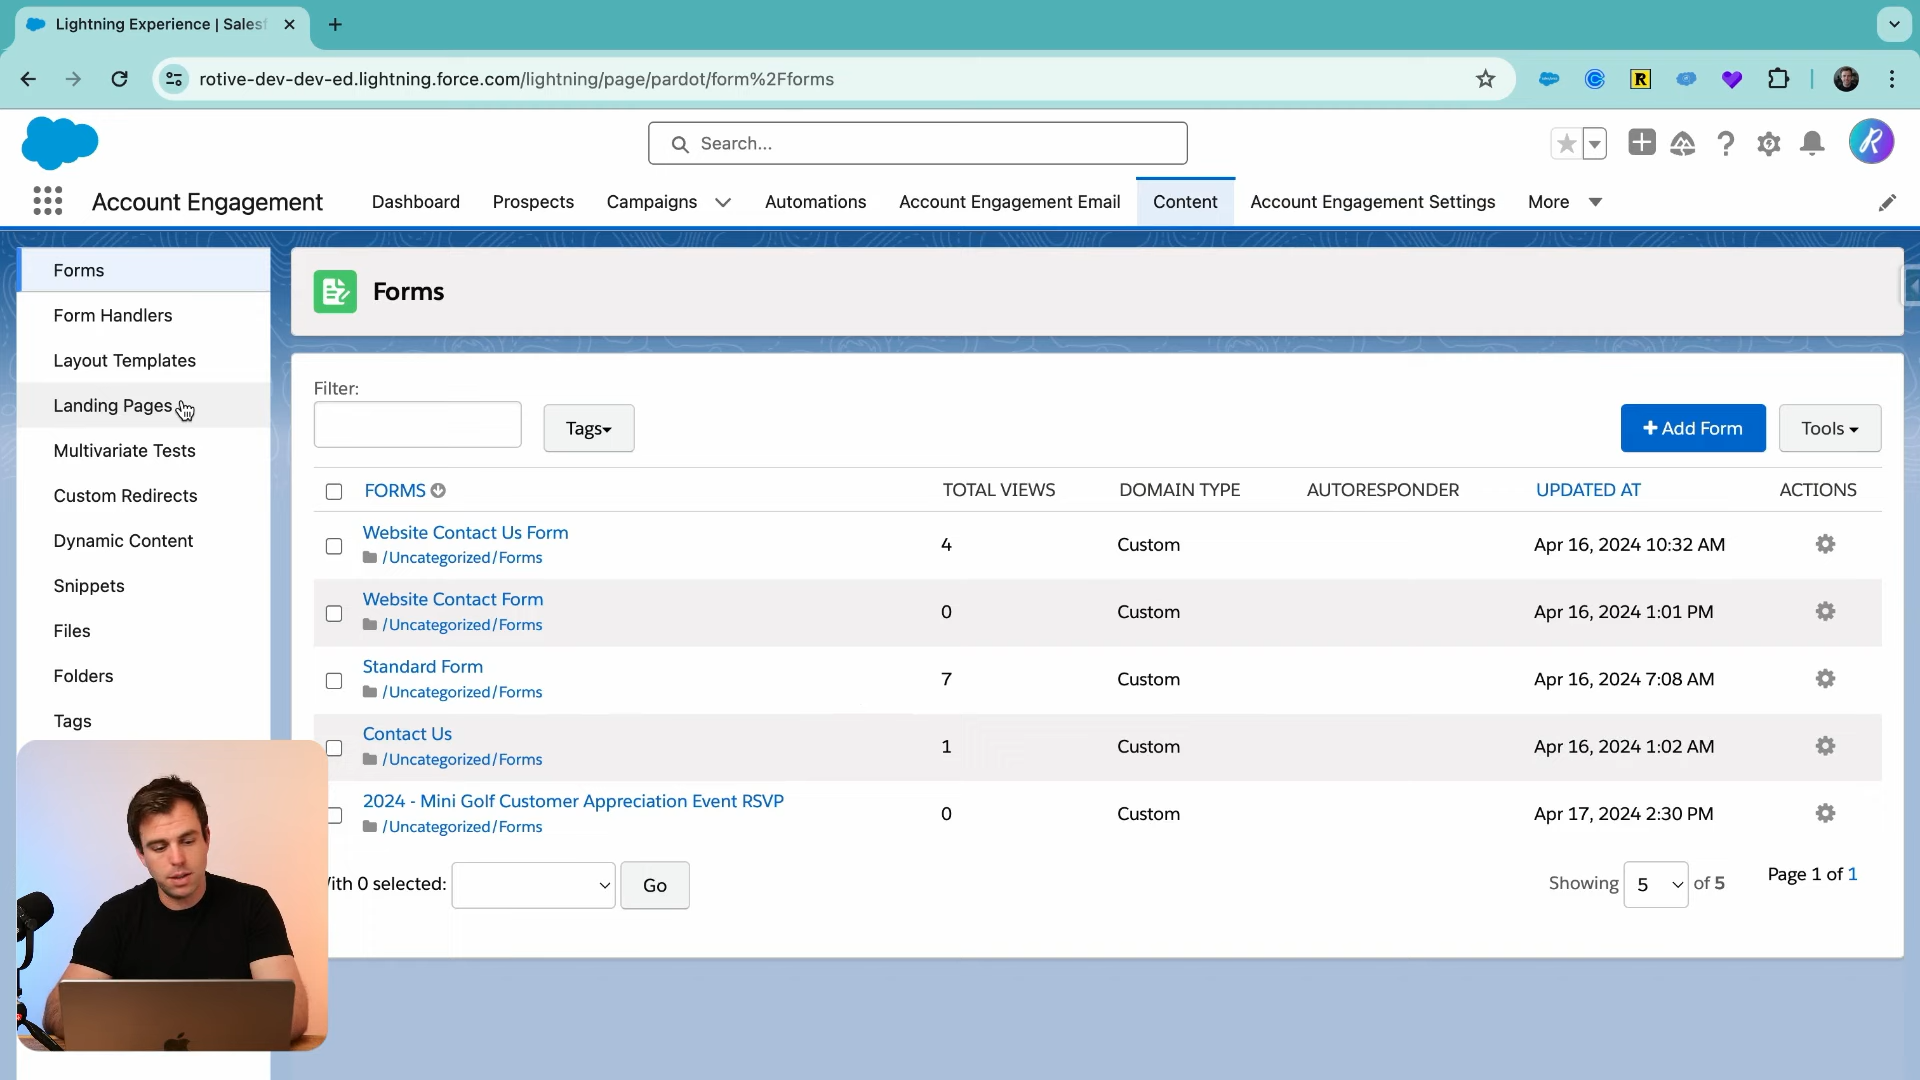 Lightning Experience | Salesf
rotive-dev-dev-ed.lightning.force.com/lightning/page/pardot/form%2Fforms
Search...
Account Engagement
Dashboard
Prospects
Campaigns
Automations
Account Engagement Email
Content
Account Engagement Settings
More
Forms
Form Handlers
Layout Templates
Landing Pages
Multivariate Tests
Custom Redirects
Dynamic Content
Snippets
Files
Folders
Tags
Forms
Filter:
Tags
+ Add Form
Tools
FORMS
TOTAL VIEWS
DOMAIN TYPE
AUTORESPONDER
UPDATED AT
ACTIONS
Website Contact Us Form
/Uncategorized/Forms
4
Custom
Apr 16, 2024 10:32 AM
Website Contact Form
/Uncategorized/Forms
0
Custom
Apr 16, 2024 1:01 PM
Standard Form
/Uncategorized/Forms
7
Custom
Apr 16, 2024 7:08 AM
Contact Us
/Uncategorized/Forms
1
Custom
Apr 16, 2024 1:02 AM
2024 - Mini Golf Customer Appreciation Event RSVP
/Uncategorized/Forms
0
Custom
Apr 17, 2024 2:30 PM
ith 0 selected:
Go
Showing 5 of 5
Page 1 of 1